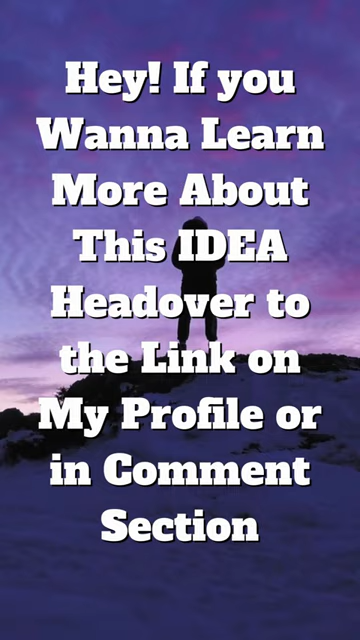 Hey! If you
Wanna Learn
More About
This IDEA
Headover to
the Link on
My Profile or
in Comment
Section